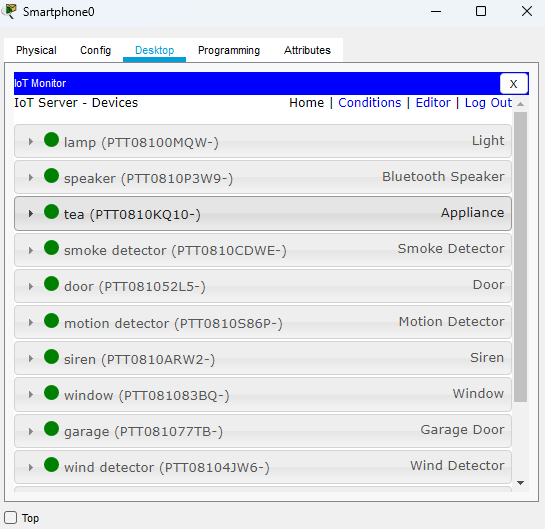 Smartphone0
Physical Config Desktop Programming Attributes
IoT Monitor X
IoT Server - Devices Home | Conditions | Editor | Log Out
lamp (PTT08100MQW-) Light
speaker (PTT0810P3W9-) Bluetooth Speaker
tea (PTT0810KQ10-) Appliance
smoke detector (PTT0810CDWE-) Smoke Detector
door (PTT081052L5-) Door
motion detector (PTT0810S86P-) Motion Detector
siren (PTT0810ARW2-) Siren
window (PTT081083BQ-) Window
garage (PTT081077TB-) Garage Door
wind detector (PTT08104JW6-) Wind Detector
Top